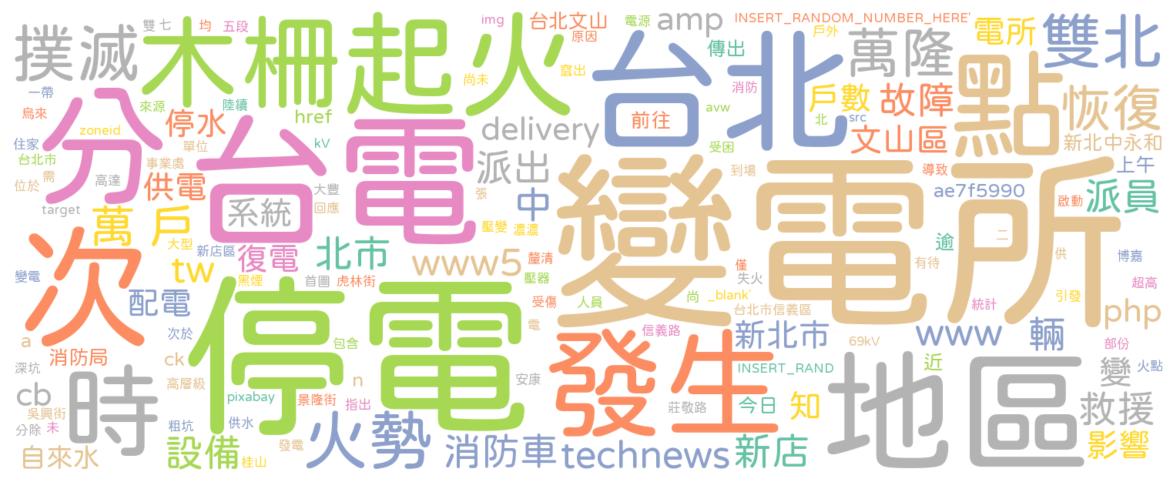 雙七 均 五段 img 台北文山 電源 amp INSERT_RANDOM_NUMBER_HERE'
撲滅 木柵 起火 原因 台北 傳出 萬隆 戶外 電所 雙北
一帶 來源 陸續 尚未 竄出 消防 點
烏來 分 停水 href avw 前往 北 src 戶數 故障 恢復
zoneid 台電 kV delivery 受困 文山區 新北中永和
住家 台北市 單位
需 事業處 派出 變電所 到場 導致 上午
位於 高達 供電 大豐 張 中 ae7f5990 啟動 派員
target 萬戶 系統 回應 壓變 濃濃 逾 二
次 大型 新店區 復電 北市 釐清 僅 有待 供 博嘉
變電 tw 黑煙 首圖 虎林街 www5 壓器 失火 統計 引發 超高
配電 停電 受傷 人員 尚 _blank' 台北市信義區 php
次於 電 信義路 新北市 www 輛
a 消防局 包含 發生 69kV 部份
深坑 ck 高層級 n 安康 INSERT_RAND 近 變 火點
cb 時 pixabay 景隆街 指出 地區
吳興街 莊敬路 今日 知 救援
分除 未 粗坑 供水 火勢
自來水 設備 發電 消防車 technews 新店 影響
桂山